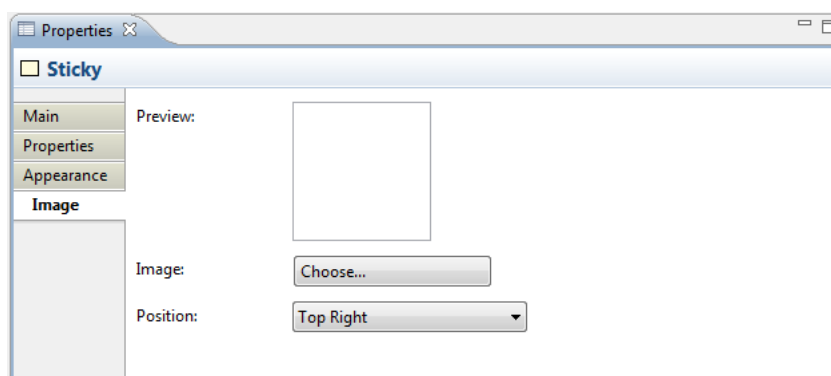 Properties
Sticky
Main
Properties
Appearance
Image
Preview:
Image:
Choose...
Position:
Top Right